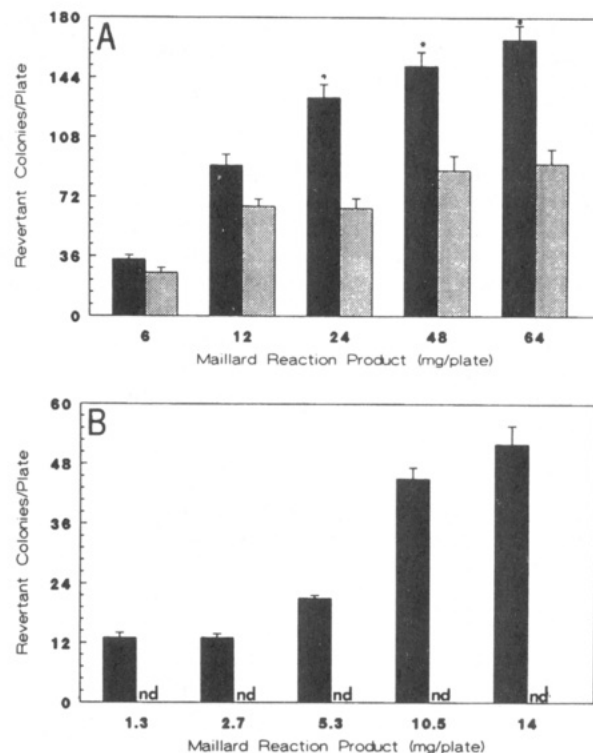 A
Revertant Colonies/Plate
180
144
108
72
36
0
* * *
6 12 24 48 64
Maillard Reaction Product (mg/plate)
B
Revertant Colonies/Plate
60
48
36
24
12
0
nd nd nd nd nd
1.3 2.7 5.3 10.5 14
Maillard Reaction Product (mg/plate)